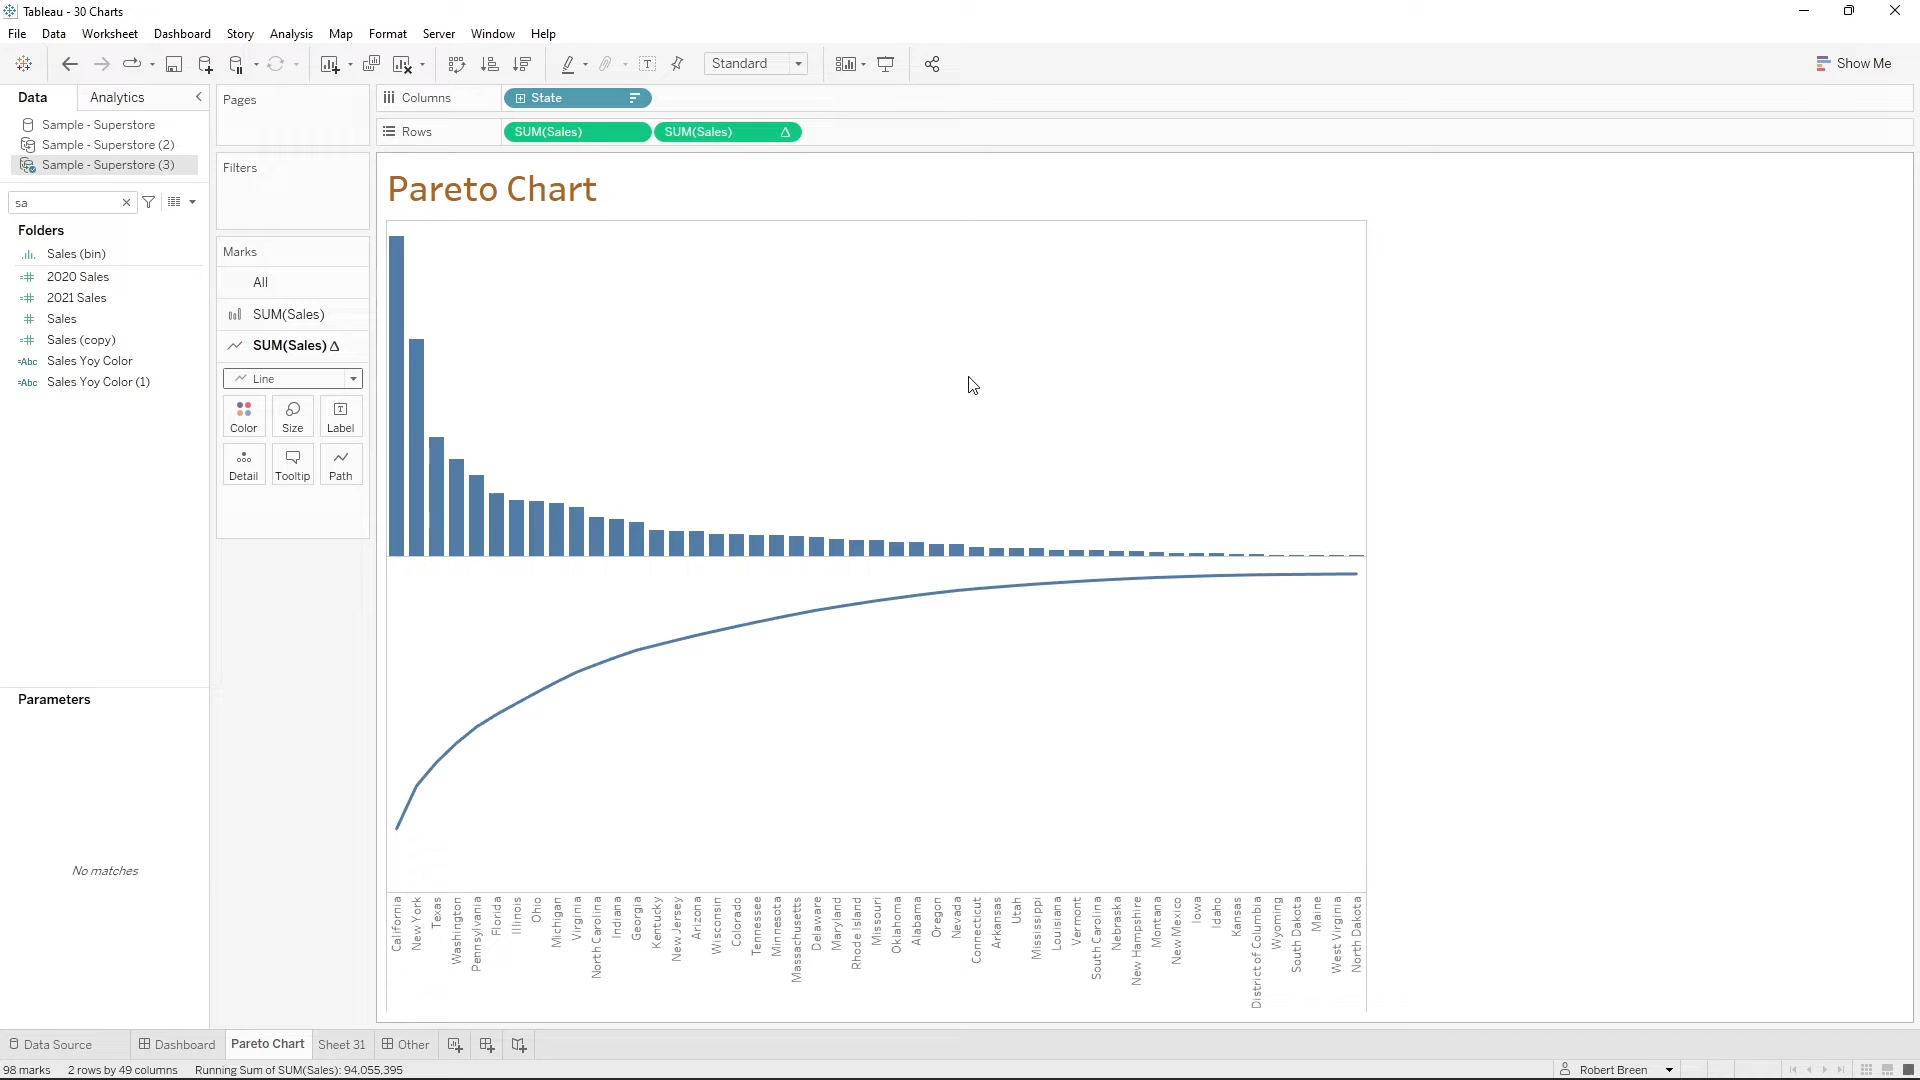 Tableau - 30 Charts
File Data Worksheet Dashboard Story Analysis Map Format Server Window Help
Standard
Show Me
Data Analytics
Sample - Superstore
Sample - Superstore (2)
Sample - Superstore (3)
sa
Folders
Sales (bin)
2020 Sales
2021 Sales
Sales
Sales (copy)
Abc Sales Yoy Color
Abc Sales Yoy Color (1)
Parameters
No matches
Pages
Filters
Marks
All
SUM(Sales)
SUM(Sales) Δ
Line
Color Size Label
Detail Tooltip Path
Columns State
Rows SUM(Sales) SUM(Sales) Δ
Pareto Chart
California
New York
Texas
Washington
Pennsylvania
Florida
Illinois
Ohio
Michigan
Virginia
North Carolina
Indiana
Georgia
Kentucky
New Jersey
Arizona
Wisconsin
Colorado
Tennessee
Minnesota
Massachusetts
Delaware
Maryland
Rhode Island
Missouri
Oklahoma
Alabama
Oregon
Nevada
Connecticut
Arkansas
Utah
Mississippi
Louisiana
Vermont
South Carolina
Nebraska
New Hampshire
Montana
New Mexico
Iowa
Idaho
Kansas
District of Columbia
Wyoming
South Dakota
Maine
West Virginia
North Dakota
Data Source Dashboard Pareto Chart Sheet 31 Other
98 marks 2 rows by 49 columns Running Sum of SUM(Sales): 94,055,395
Robert Breen